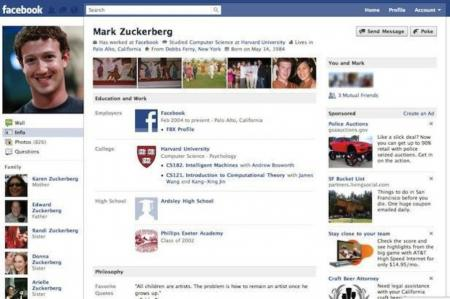 facebook
Search
Home Profile Account
Mark Zuckerberg
Has worked at Facebook Studied Computer Science at Harvard University Lives in
Palo Alto, California From Dobbs Ferry, New York Born on May 14, 1984
Send Message
Poke
Wall
Info
Photos (826)
Questions
Family
Karen Zuckerberg
Mother
Edward Zuckerberg
Father
Randi Zuckerberg
Sister
Donna Zuckerberg
Sister
Arielle Zuckerberg
Sister
Education and Work
Employers
Facebook
Feb 2004 to present · Palo Alto, California
• FBX Profile
College
Harvard University
Computer Science · Psychology
• CS182. Intelligent Machines with Andrew Bosworth
• CS121. Introduction to Computational Theory with James
Wang and Kang-Xing Jin
High School
Ardsley High School
Phillips Exeter Academy
Class of 2002
Philosophy
Favorite
Quotes
"All children are artists. The problem is how to remain an artist once he
grows up."
You and Mark
3 Mutual Friends
Sponsored
Create an Ad
Police Auctions
gsaauctions.gov
Like a slick deal? Now
you can get up to 90%
retail with police
seized auctions. Get in
on the action.
SF Bucket List
partners.livingsocial.com
Things to do in San
Francisco before you
die. One huge coupon
emailed daily.
Stay close to your team
Check the score and
see highlights from the
big game with AT&T
High Speed Internet for
only $14.95/mo.
Craft Beer Attorney
Need legal assistance
with your California
craft